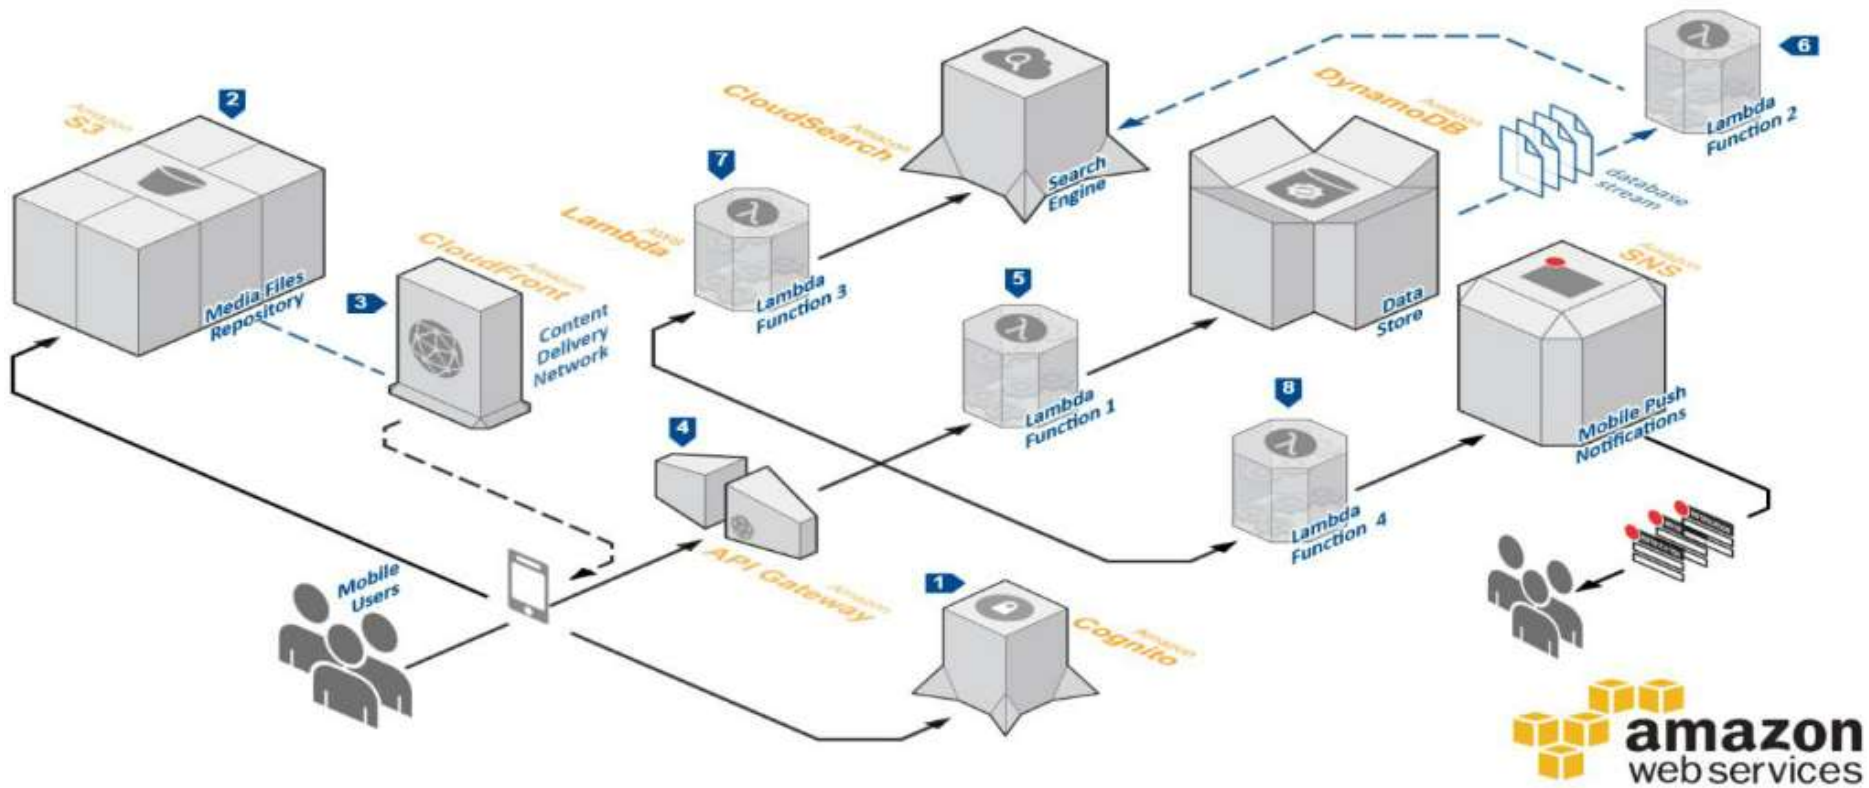 2
Amazon
S3
Media Files
Repository
3
Amazon
CloudFront
Content
Delivery
Network
7
AWS
Lambda
Lambda
Function 3
Amazon
CloudSearch
Search
Engine
5
Lambda
Function 1
Amazon
DynamoDB
Data
Store
database
stream
6
Lambda
Function 2
Amazon
SNS
Mobile Push
Notifications
8
Lambda
Function 4
4
Amazon
API Gateway
1
Amazon
Cognito
Mobile
Users
amazon
web services